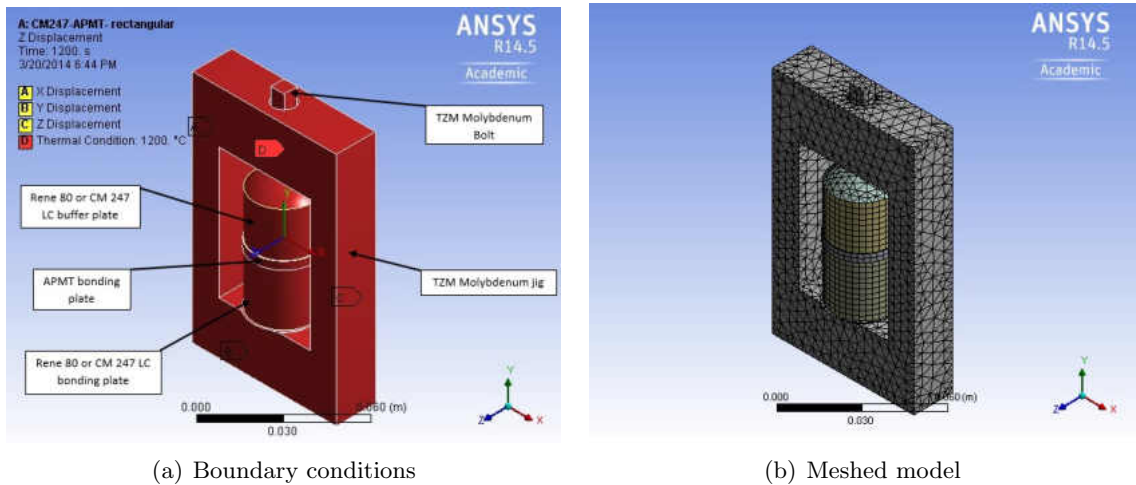 A: CM247-APMT- rectangular
Z Displacement
Time: 1200. s
3/20/2014 6:44 PM
A X Displacement
B Y Displacement
C Z Displacement
D Thermal Condition: 1200. °C
ANSYS
R14.5
Academic
TZM Molybdenum
Bolt
A
D
Rene 80 or CM 247
LC buffer plate
Y
X
APMT bonding
plate
TZM Molybdenum jig
C
Rene 80 or CM 247 LC
bonding plate
B
0.000
0.060 (m)
0.030
Y
Z
X
ANSYS
R14.5
Academic
0.000
0.060 (m)
0.030
Y
Z
X
(a) Boundary conditions
(b) Meshed model